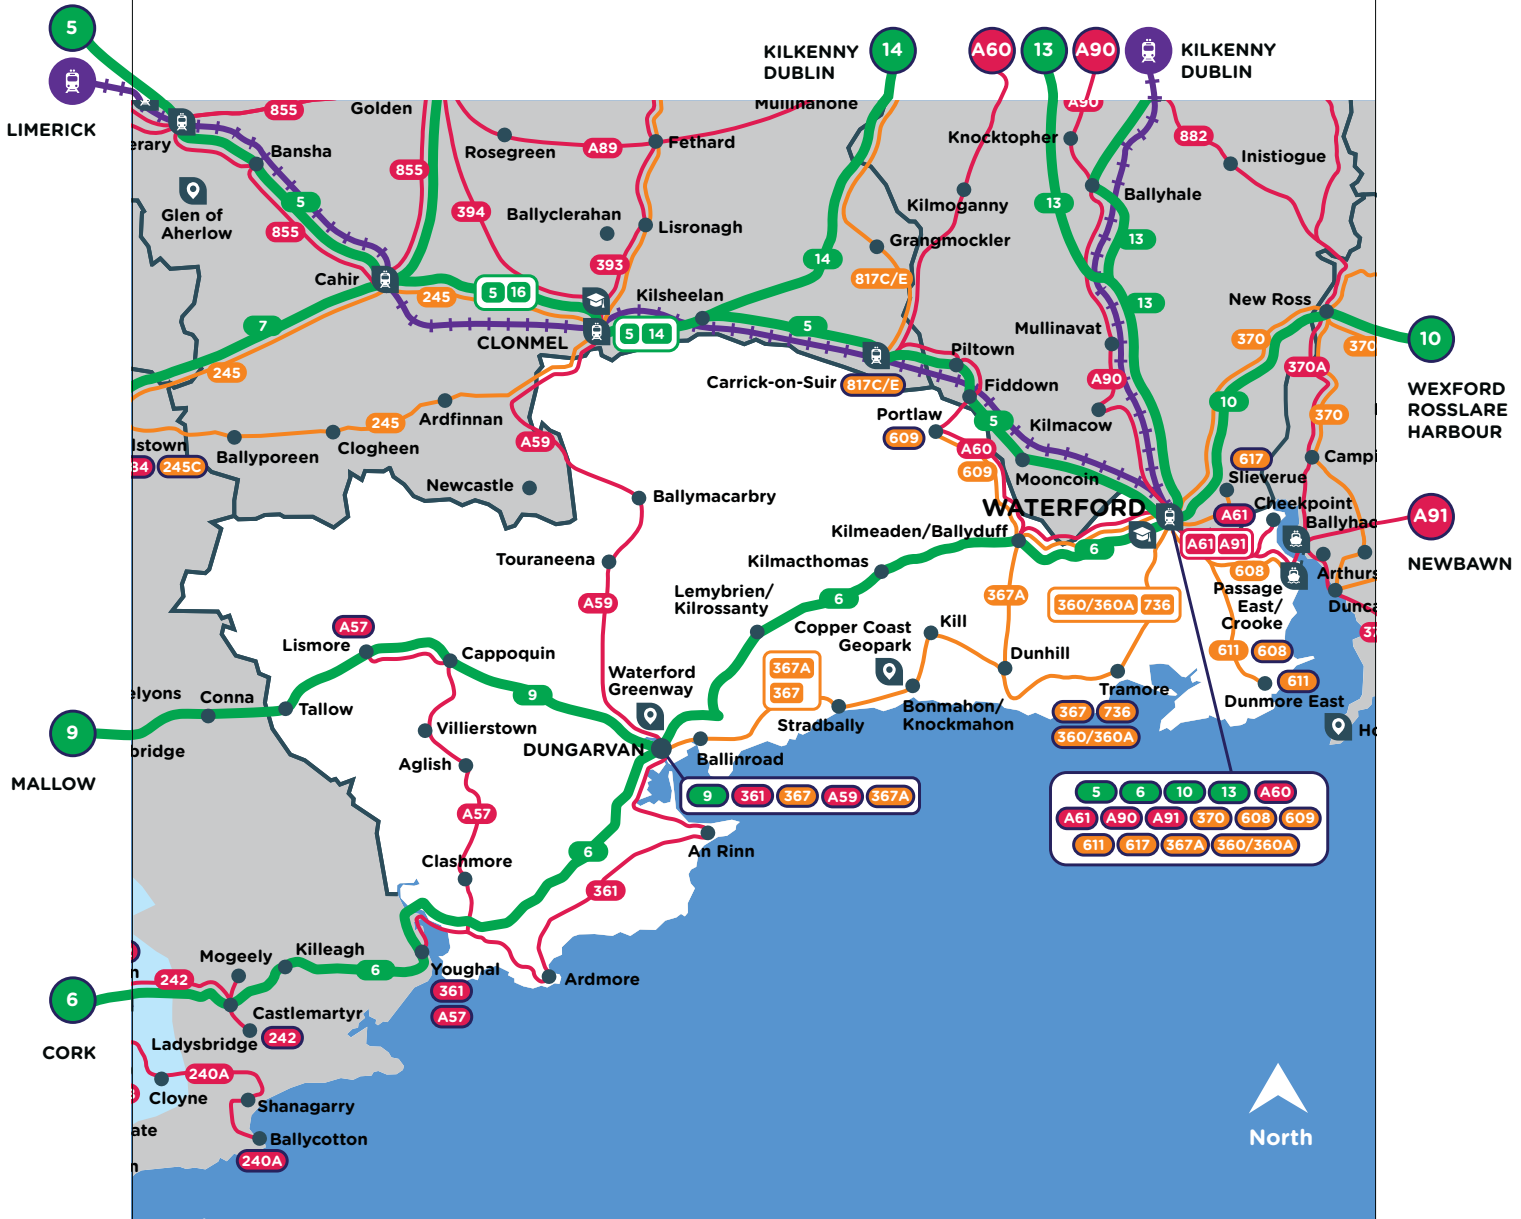 5
LIMERICK
KILKENNY
DUBLIN
14
A60
13
A90
KILKENNY
DUBLIN
855
Golden
Mullinahone
A90
erary
Bansha
Rosegreen
A89
Fethard
Knocktopher
882
Inistiogue
855
Glen of
Aherlow
5
855
394
Ballyclerahan
Lisronagh
Kilmoganny
13
Ballyhale
13
Grangmockler
393
14
817C/E
Cahir
245
5 16
Kilsheelan
13
New Ross
7
CLONMEL
5 14
5
Mullinavat
370
370
10
245
Piltown
370A
WEXFORD
ROSSLARE
HARBOUR
Carrick-on-Suir
817C/E
Fiddown
A90
10
Ardfinnan
245
Portlaw
609
5
Kilmacow
370
lstown
34
245C
Ballyporeen
Clogheen
A59
A60
609
Mooncoin
617
Campi
Slieverue
Newcastle
Ballymacarbry
WATERFORD
Cheekpoint
A61
Ballyhac
A91
NEWBAWN
Kilmeaden/Ballyduff
6
A61 A91
Touraneena
Kilmacthomas
608
Arthurs
Lemybrien/
Kilrossanty
6
367A
360/360A 736
Passage
East/
Crooke
Dunca
A59
A57
Lismore
Copper Coast
Geopark
Kill
37
Cappoquin
Dunhill
611
608
Waterford
Greenway
367A
367
Tramore
611
Dunmore East
elyons
Conna
Tallow
9
Stradbally
Bonmahon/
Knockmahon
367
736
360/360A
Ho
9
Villierstown
DUNGARVAN
Ballinroad
bridge
MALLOW
Aglish
9
361
367
A59
367A
5
6
10
13
A60
A61
A90
A91
370
608
609
611
617
367A
360/360A
A57
An Rinn
6
Clashmore
361
Mogeely
Killeagh
6
n
242
Youghal
361
A57
Ardmore
6
CORK
Castlemartyr
242
Ladysbridge
240A
Cloyne
Shanagarry
ate
Ballycotton
240A
n
North